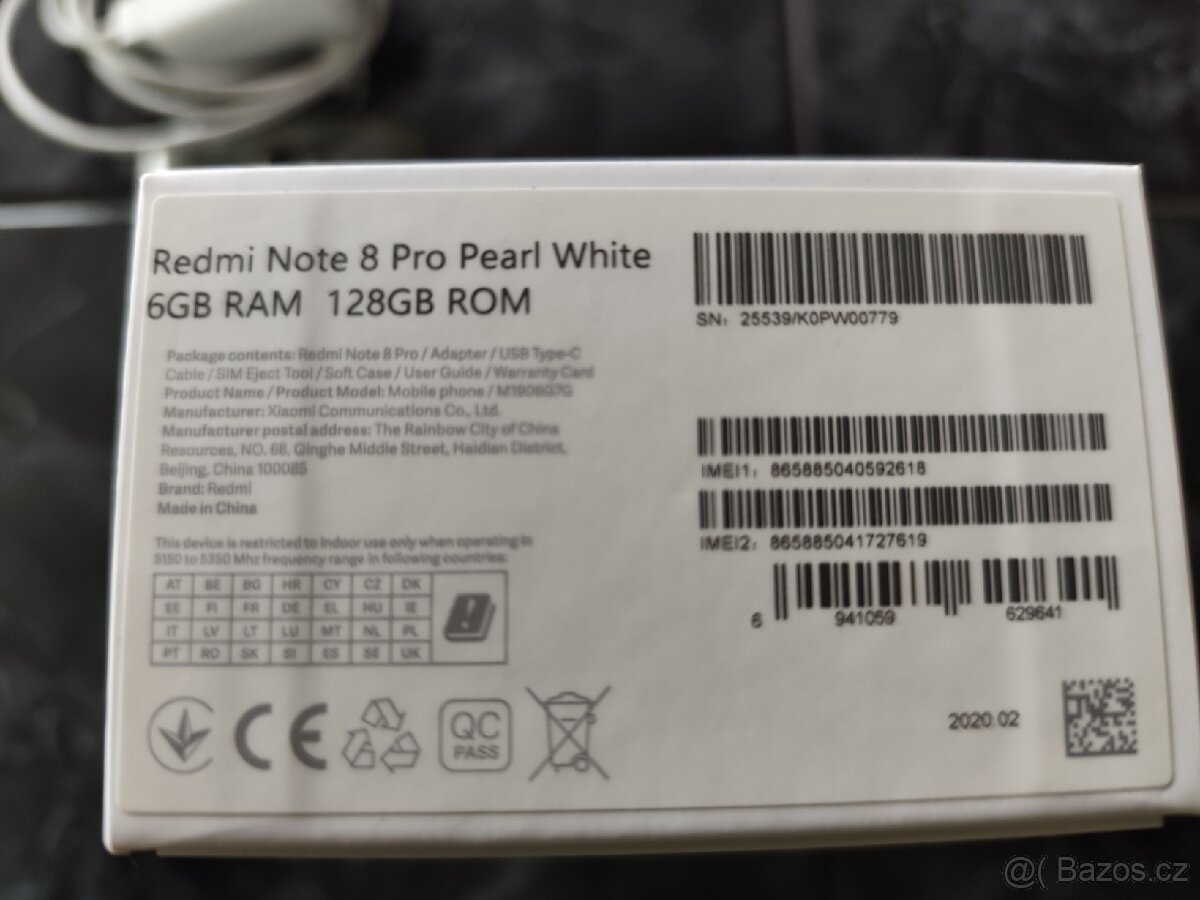 Redmi Note 8 Pro Pearl White
6GB RAM 128GB ROM
Package contents: Redmi Note 8 Pro / Adapter / USB Type-C
Cable / SIM Eject Tool / Soft Case / User Guide / Warranty Card
Product Name / Product Model: Mobile phone / M1906G7G
Manufacturer: Xiaomi Communications Co., Ltd.
Manufacturer postal address: The Rainbow City of China
Resources, NO. 68, Qinghe Middle Street, Haidian District,
Beijing, China 100085
Brand: Redmi
Made in China
This device is restricted to indoor use only when operating in
5150 to 5350 Mhz frequency range in following countries:
AT BE BG HR CY CZ DK
EE FI FR DE EL HU IE
IT LV LT LU MT NL PL
PT RO SK SI ES SE UK
CE
QC
PASS
SN: 25539/K0PW00779
IMEI1: 865885040592618
IMEI2: 865885041727619
6 941059 629641
2020.02
@( Bazos.cz